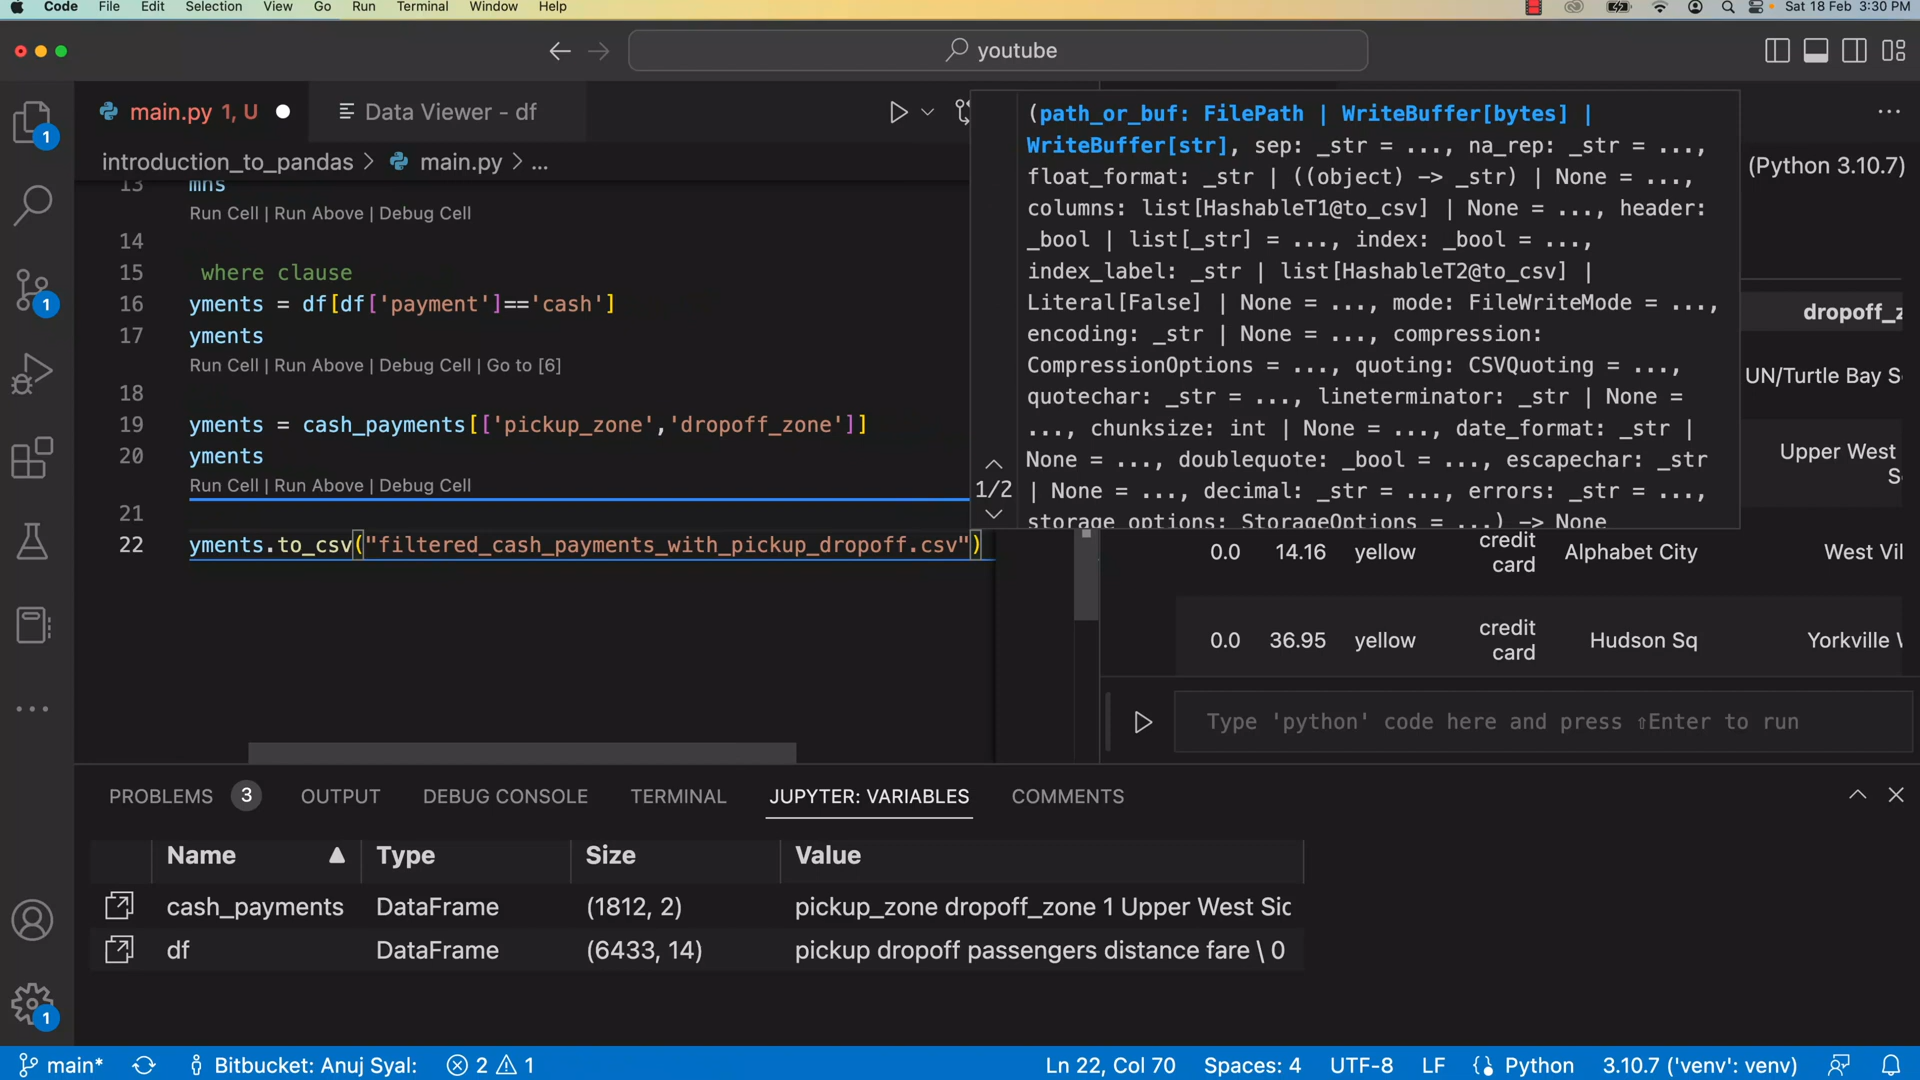 Code File Edit Selection View Go Run Terminal Window Help Sat 18 Feb 3:30 PM
youtube
main.py 1, U
Data Viewer - df
introduction_to_pandas > main.py > ...
(Python 3.10.7)
13 mns
Run Cell | Run Above | Debug Cell
14
15 where clause
16 yments = df[df['payment']=='cash']
17 yments
Run Cell | Run Above | Debug Cell | Go to [6]
18
19 yments = cash_payments[['pickup_zone','dropoff_zone']]
20 yments
Run Cell | Run Above | Debug Cell
21
22 yments.to_csv("filtered_cash_payments_with_pickup_dropoff.csv")
(path_or_buf: FilePath | WriteBuffer[bytes] |
WriteBuffer[str], sep: _str = ..., na_rep: _str = ...,
float_format: _str | ((object) -> _str) | None = ...,
columns: list[HashableT1@to_csv] | None = ..., header:
_bool | list[_str] = ..., index: _bool = ...,
index_label: _str | list[HashableT2@to_csv] |
Literal[False] | None = ..., mode: FileWriteMode = ...,
encoding: _str | None = ..., compression:
CompressionOptions = ..., quoting: CSVQuoting = ...,
quotechar: _str = ..., lineterminator: _str | None =
..., chunksize: int | None = ..., date_format: _str |
None = ..., doublequote: _bool = ..., escapechar: _str
| None = ..., decimal: _str = ..., errors: _str = ...,
storage_options: StorageOptions = ...) -> None
1/2
dropoff_z
UN/Turtle Bay S
Upper West
S
0.0 14.16 yellow credit card Alphabet City West Vil
0.0 36.95 yellow credit card Hudson Sq Yorkville
Type 'python' code here and press ⇧Enter to run
PROBLEMS 3 OUTPUT DEBUG CONSOLE TERMINAL JUPYTER: VARIABLES COMMENTS
Name Type Size Value
cash_payments DataFrame (1812, 2) pickup_zone dropoff_zone 1 Upper West Sic
df DataFrame (6433, 14) pickup dropoff passengers distance fare \ 0
1
1
1
main* Bitbucket: Anuj Syal: 2 1 Ln 22, Col 70 Spaces: 4 UTF-8 LF Python 3.10.7 ('venv': venv)